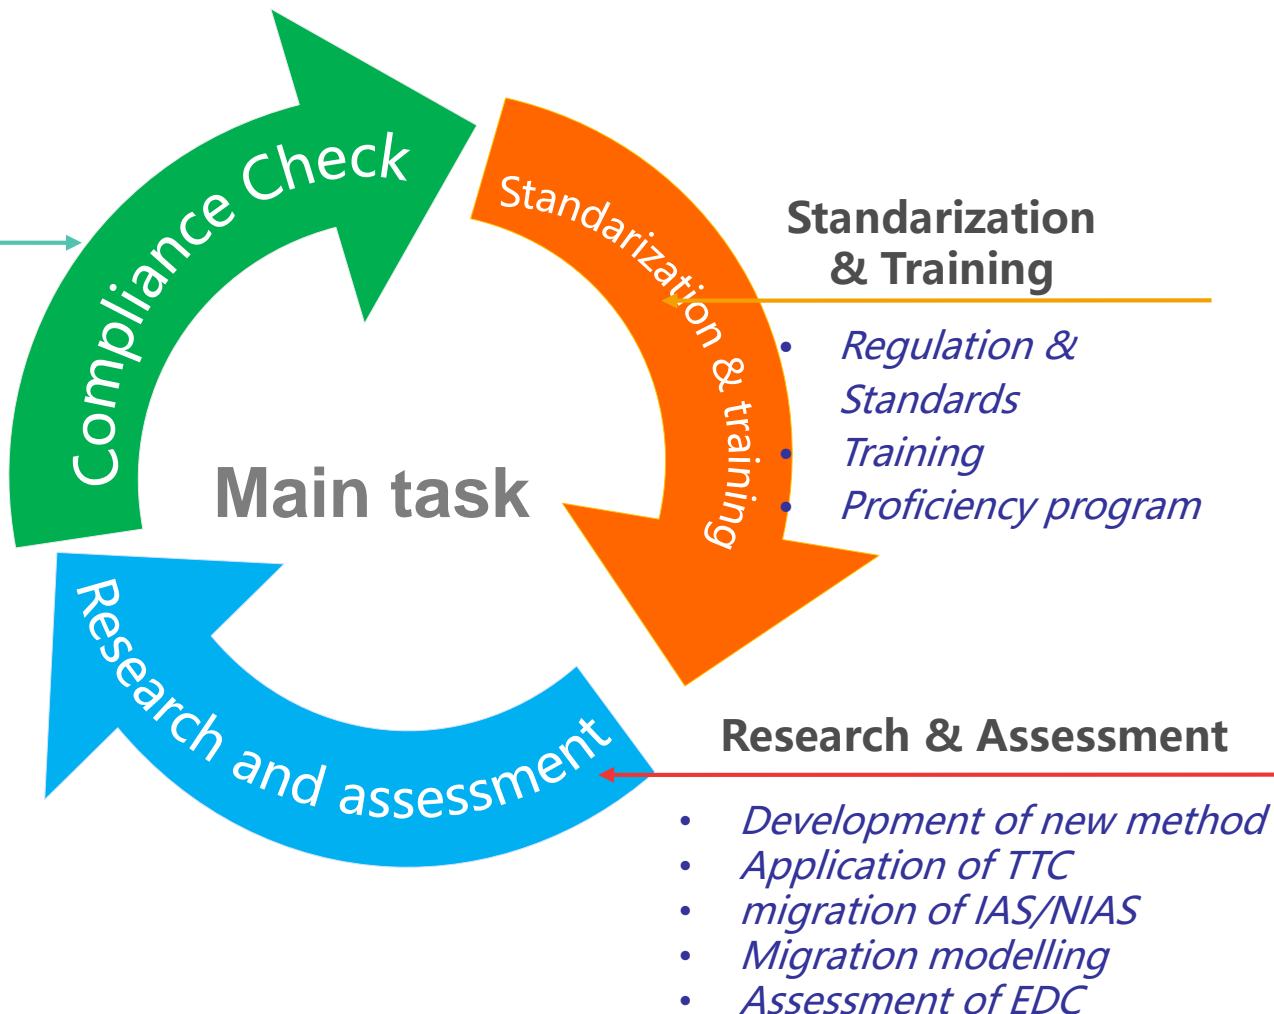 Compliance Check
Standarization & training
Main task
Research and assessment
Standarization
& Training
• Regulation &
Standards
• Training
• Proficiency program
Research & Assessment
• Development of new method
• Application of TTC
• migration of IAS/NIAS
• Migration modelling
• Assessment of EDC